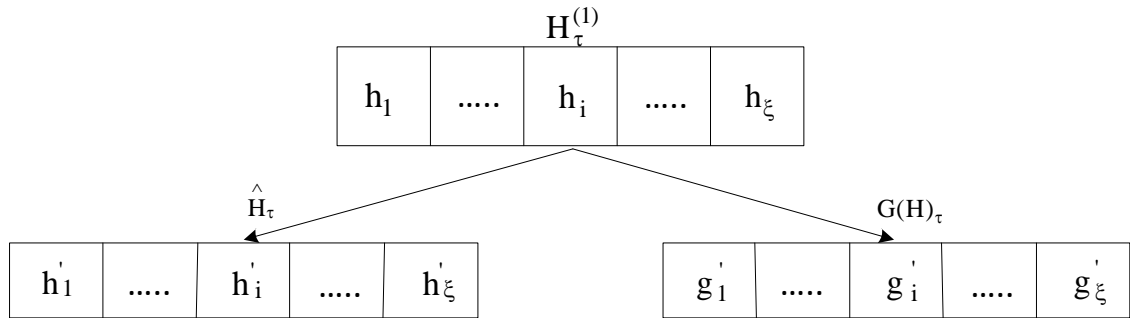 H_τ^(1)
h_1 ..... h_i ..... h_ξ
Ĥ_τ G(H)_τ
h'_1 ..... h'_i ..... h'_ξ g'_1 ..... g'_i ..... g'_ξ